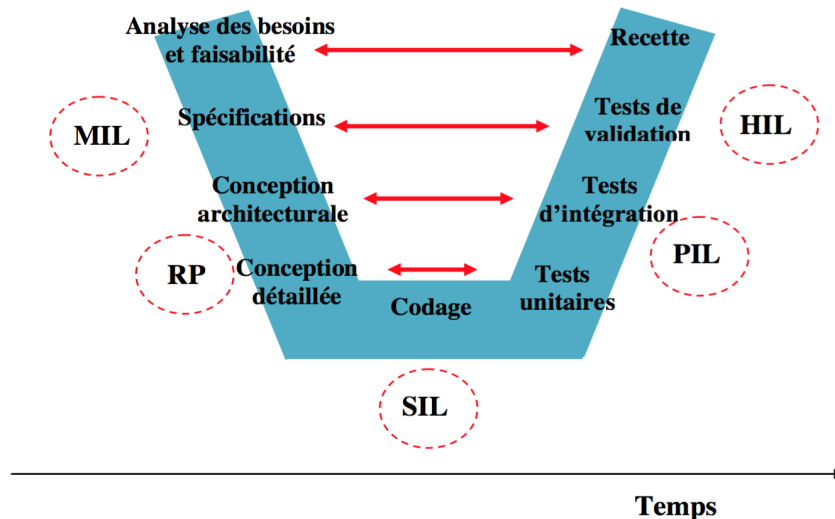 Analyse des besoins
et faisabilité
Recette
Spécifications
Tests de
validation
MIL
HIL
Conception
architecturale
Tests
d'intégration
RP
Conception
détaillée
Codage
Tests
unitaires
PIL
SIL
Temps